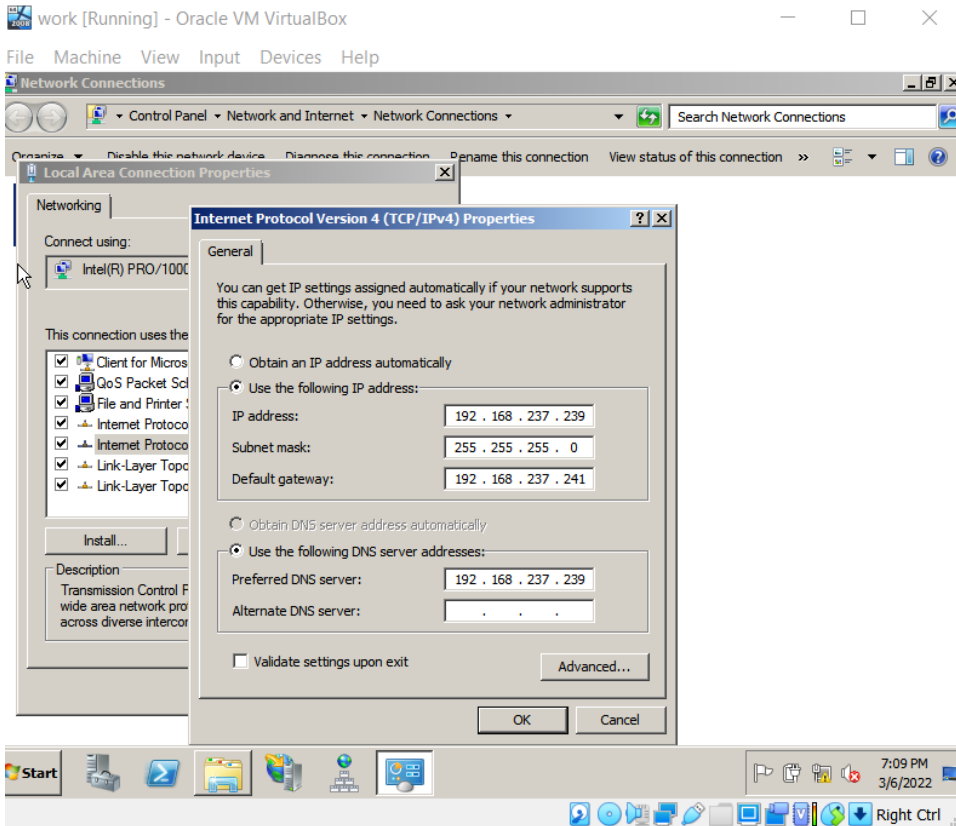 work [Running] - Oracle VM VirtualBox
File Machine View Input Devices Help
Network Connections
Control Panel Network and Internet Network Connections
Search Network Connections
Organize Disable this network device Diagnose this connection Rename this connection View status of this connection »
Local Area Connection Properties
Networking
Connect using:
Intel(R) PRO/1000
This connection uses the
Client for Micros
QoS Packet Sch
File and Printer S
Internet Protoco
Internet Protoco
Link-Layer Topo
Link-Layer Topo
Install...
Description
Transmission Control P
wide area network pro
across diverse intercor
Internet Protocol Version 4 (TCP/IPv4) Properties
General
You can get IP settings assigned automatically if your network supports
this capability. Otherwise, you need to ask your network administrator
for the appropriate IP settings.
Obtain an IP address automatically
Use the following IP address:
IP address: 192 . 168 . 237 . 239
Subnet mask: 255 . 255 . 255 . 0
Default gateway: 192 . 168 . 237 . 241
Obtain DNS server address automatically
Use the following DNS server addresses:
Preferred DNS server: 192 . 168 . 237 . 239
Alternate DNS server: . . .
Validate settings upon exit
Advanced...
OK Cancel
Start
7:09 PM
3/6/2022
Right Ctrl